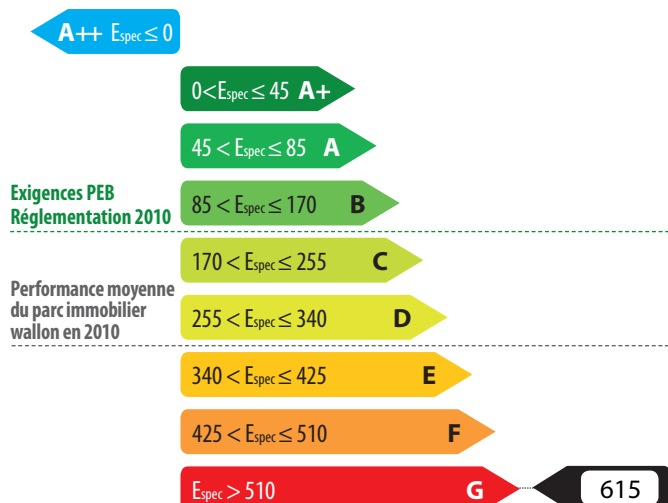 A++ Espec ≤ 0
0<Espec ≤ 45 A+
45 < Espec ≤ 85 A
Exigences PEB
Réglementation 2010
85 < Espec ≤ 170 B
170 < Espec ≤ 255 C
Performance moyenne
du parc immobilier
wallon en 2010
255 < Espec ≤ 340 D
340 < Espec ≤ 425 E
425 < Espec ≤ 510 F
Espec > 510 G
615